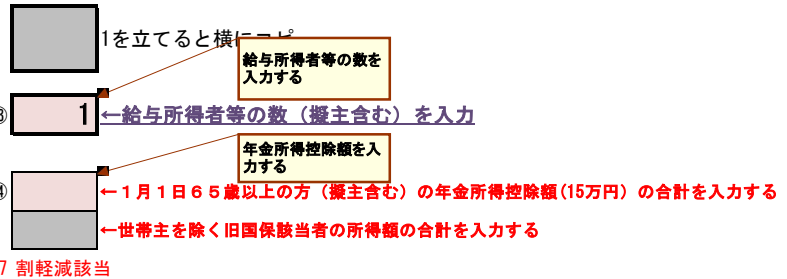 1を立てると横にコピ
給与所得者等の数を
入力する
③
1
←給与所得者等の数（擬主含む）を入力
年金所得控除額を入
力する
④
←１月１日６５歳以上の方（擬主含む）の年金所得控除額(15万円）の合計を入力する
←世帯主を除く旧国保該当者の所得額の合計を入力する
7 割軽減該当